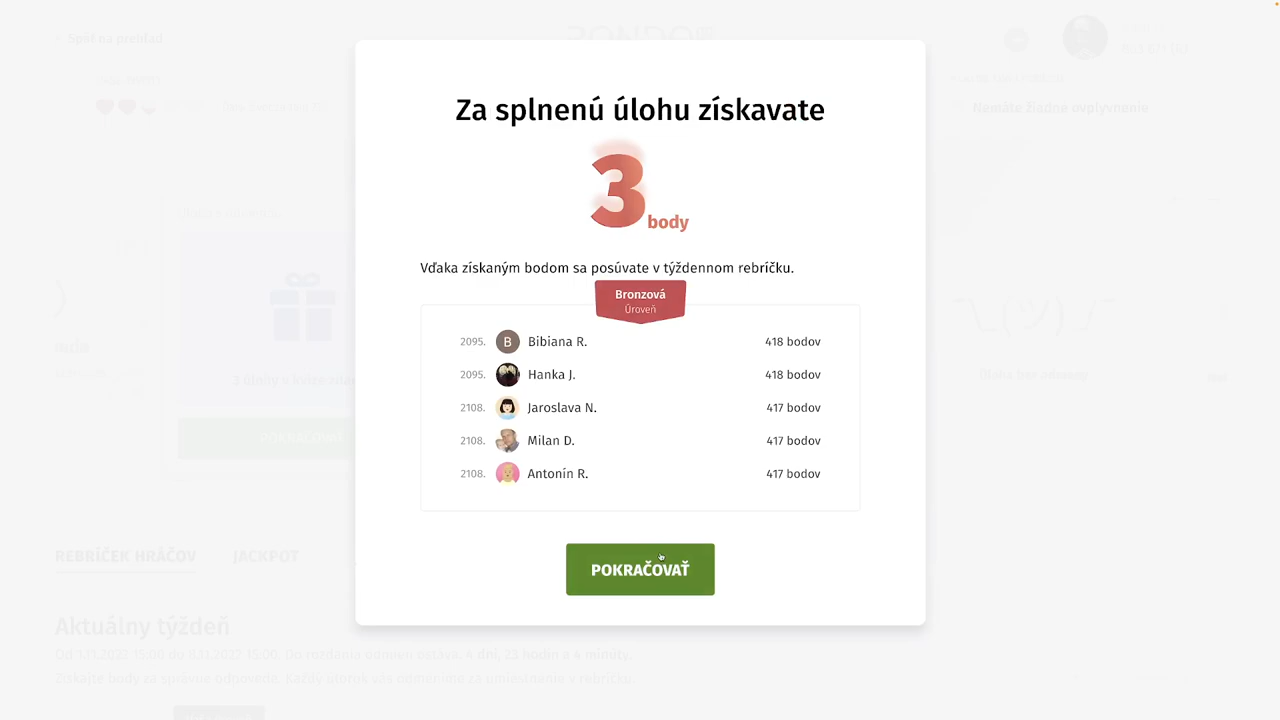 Späť na prehľad
Nemáte žiadne ovplyvnenie
Za splnenú úlohu získavate
3 body
Vďaka získaným bodom sa posúvate v týždennom rebríčku.
Bronzová
Úroveň
2095. B Bibiana R. 418 bodov
2095. Hanka J. 418 bodov
2108. Jaroslava N. 417 bodov
2108. Milan D. 417 bodov
2108. Antonín R. 417 bodov
POKRAČOVAŤ
REBRÍČEK HRÁČOV
JACKPOT
Aktuálny týždeň